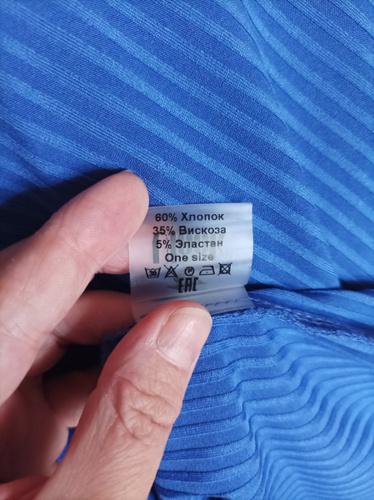 60% Хлопок
35% Вискоза
5% Эластан
One size
EAC